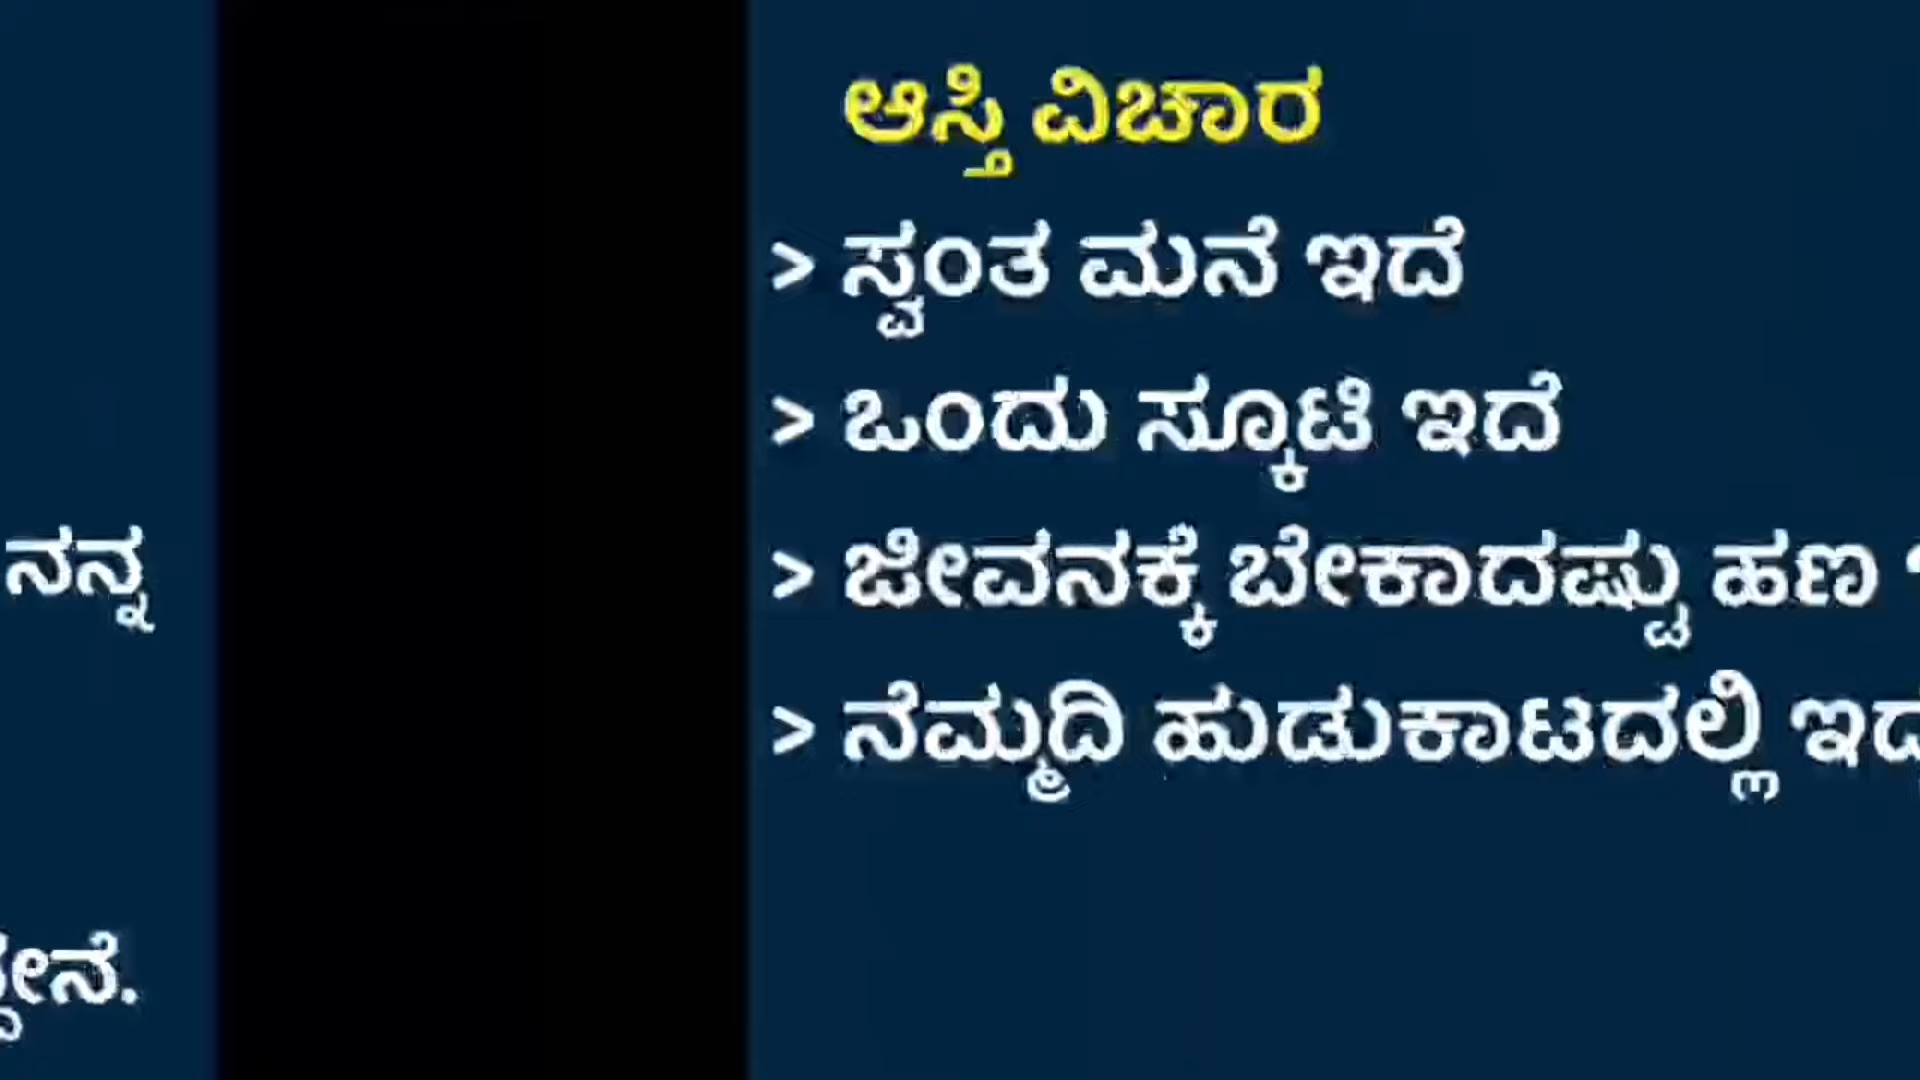 ಆಸ್ತಿ ವಿಚಾರ
> ಸ್ವಂತ ಮನೆ ಇದೆ
> ಒಂದು ಸ್ಕೂಟಿ ಇದೆ
> ಜೀವನಕ್ಕೆ ಬೇಕಾದಷ್ಟು ಹಣ
> ನೆಮ್ಮದಿ ಹುಡುಕಾಟದಲ್ಲಿ
ನನ್ನ